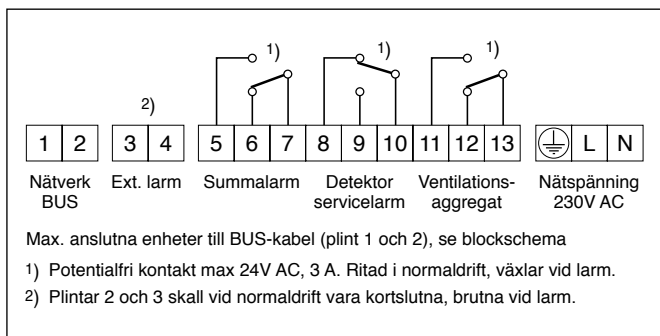 1) 1) 1)
2)
1 2 3 4 5 6 7 8 9 10 11 12 13 L N
Nätverk BUS
Ext. larm
Summalarm
Detektor servicelarm
Ventilations-aggregat
Nätspänning 230V AC
Max. anslutna enheter till BUS-kabel (plint 1 och 2), se blockschema
1) Potentialfri kontakt max 24V AC, 3 A. Ritad i normaldrift, växlar vid larm.
2) Plintar 2 och 3 skall vid normaldrift vara kortslutna, brutna vid larm.